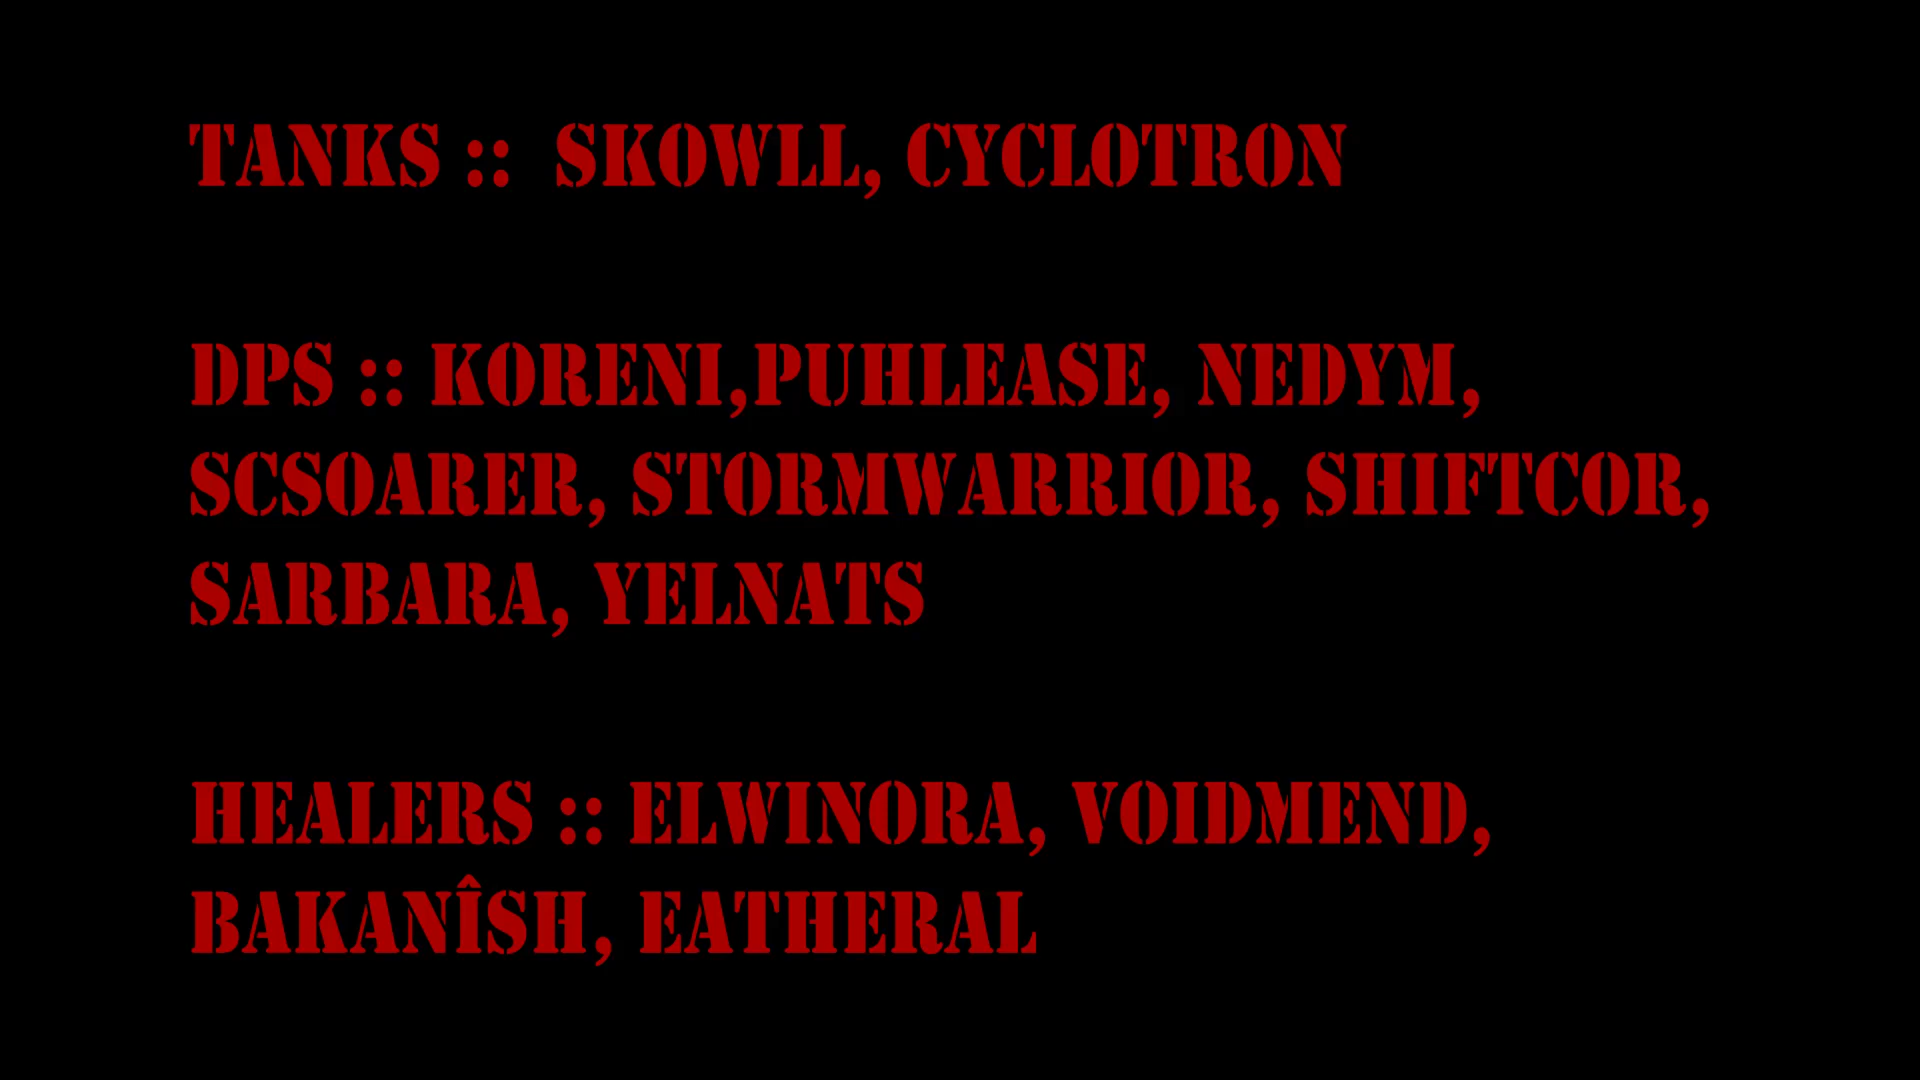 TANKS ::  SKOWLL, CYCLOTRON
DPS :: KORENI,PUHLEASE, NEDYM,
SCSOARER, STORMWARRIOR, SHIFTCOR,
SARBARA, YELNATS
HEALERS :: ELWINORA, VOIDMEND,
BAKANÎSH, EATHERAL